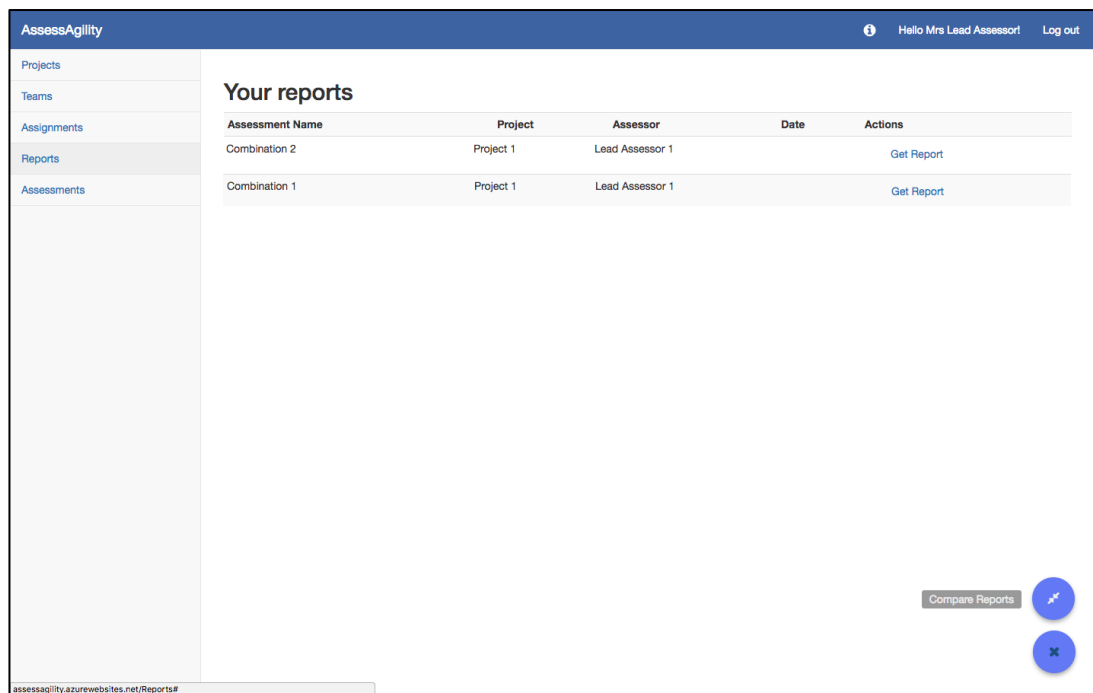 AssessAgility
Hello Mrs Lead Assessor! Log out
Projects
Teams
Assignments
Reports
Assessments
Your reports
Assessment Name Project Assessor Date Actions
Combination 2 Project 1 Lead Assessor 1 Get Report
Combination 1 Project 1 Lead Assessor 1 Get Report
Compare Reports
assessagility.azurewebsites.net/Reports#